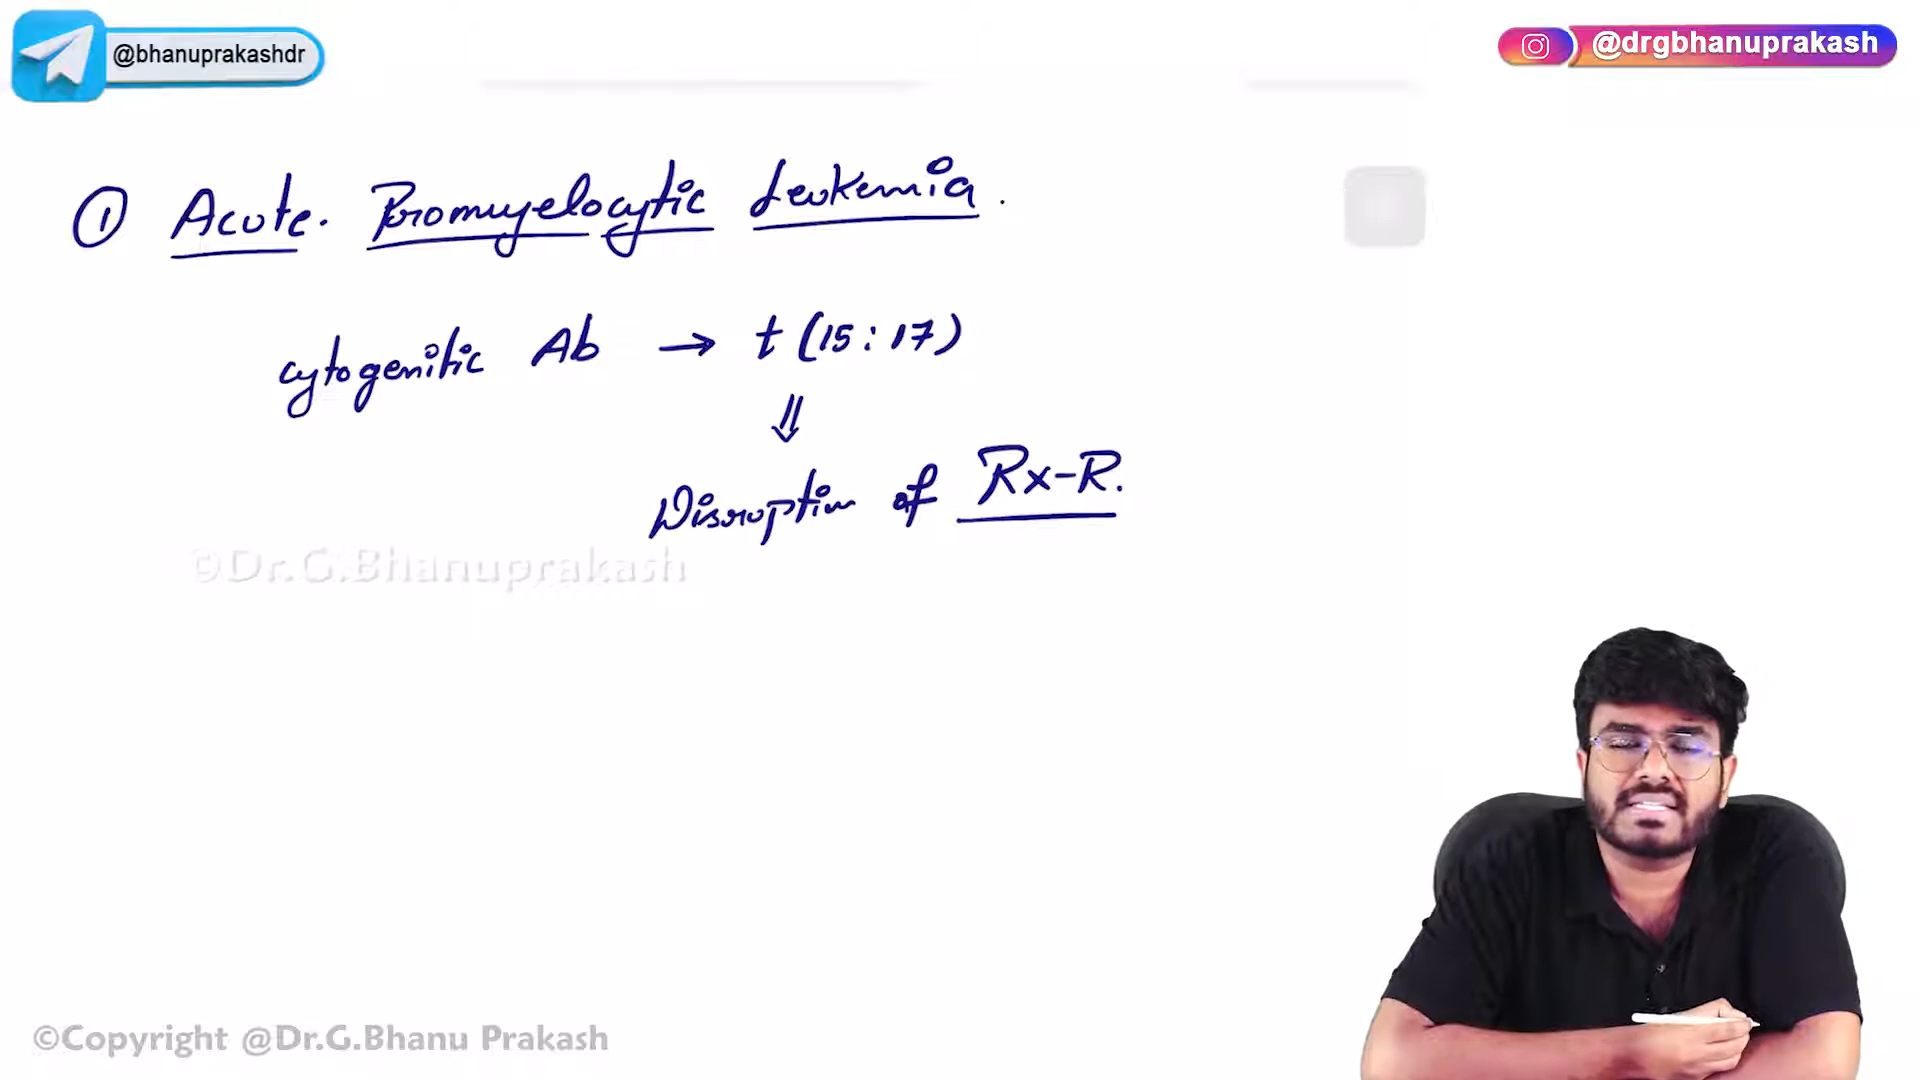 @bhanuprakashdr
@drgbhanuprakash
① Acute. Promyelocytic Leukemia.
cytogenitic Ab → t (15:17)
⇓
Disruption of Rx-R.
©Dr.G.Bhanuprakash
©Copyright @Dr.G.Bhanu Prakash